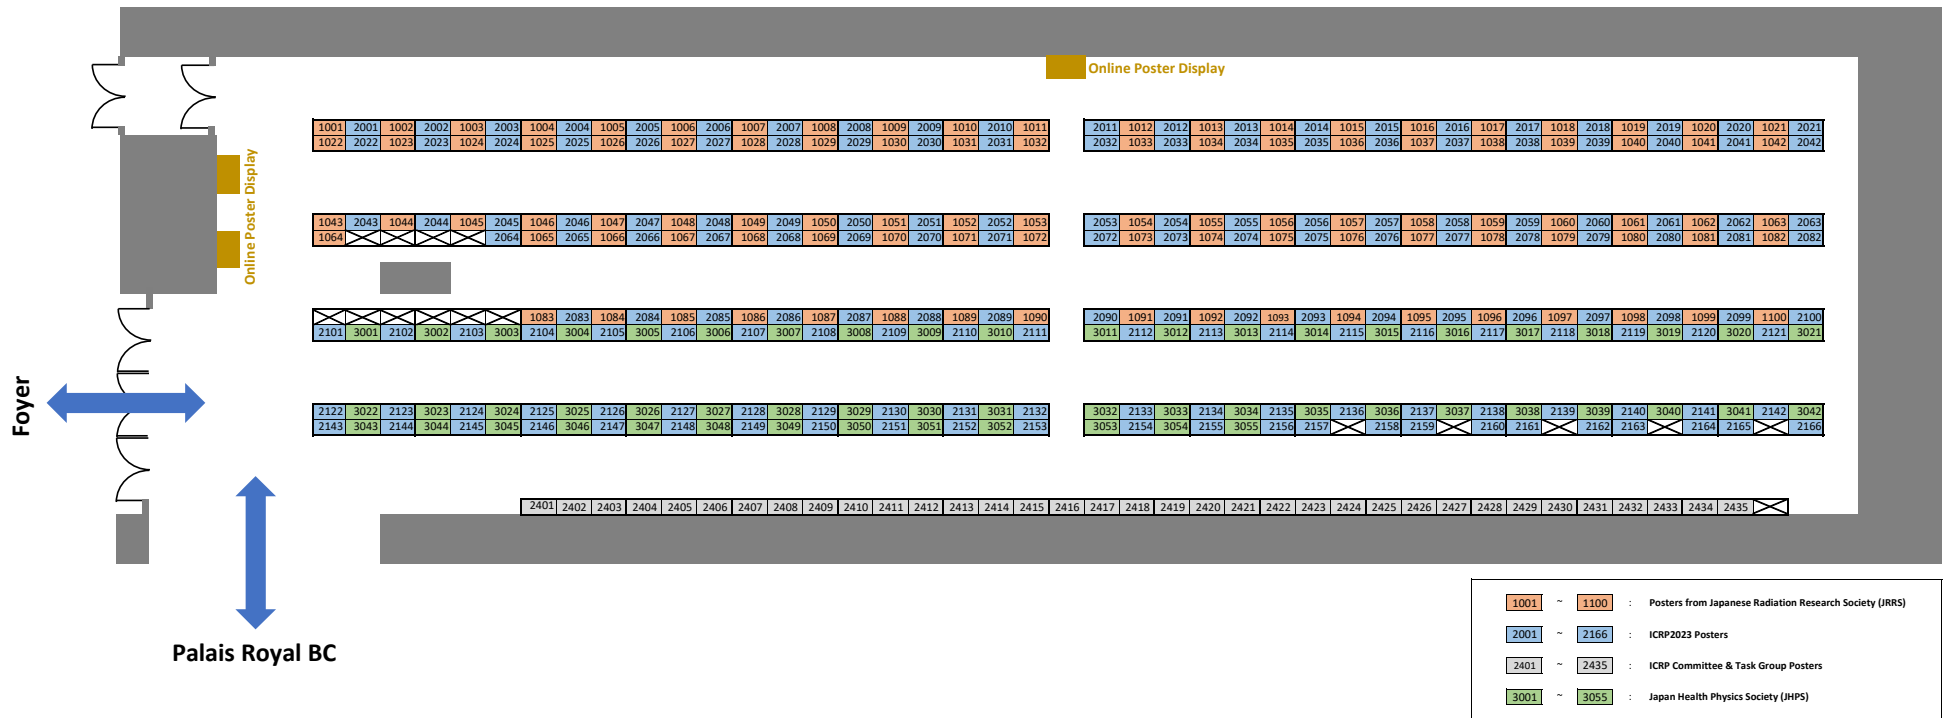 Online Poster Display
1001 2001 1002 2002 1003 2003 1004 2004 1005 2005 1006 2006 1007 2007 1008 2008 1009 2009 1010 2010 1011
2011 1012 2012 1013 2013 1014 2014 1015 2015 1016 2016 1017 2017 1018 2018 1019 2019 1020 2020 1021 2021
1022 2022 1023 2023 1024 2024 1025 2025 1026 2026 1027 2027 1028 2028 1029 2029 1030 2030 1031 2031 1032
2032 1033 2033 1034 2034 1035 2035 1036 2036 1037 2037 1038 2038 1039 2039 1040 2040 1041 2041 1042 2042
Online Poster Display
1043 2043 1044 2044 1045 2045 1046 2046 1047 2047 1048 2048 1049 2049 1050 2050 1051 2051 1052 2052 1053
2053 1054 2054 1055 2055 1056 2056 1057 2057 1058 2058 1059 2059 1060 2060 1061 2061 1062 2062 1063 2063
1064 2064 1065 2065 1066 2066 1067 2067 1068 2068 1069 2069 1070 2070 1071 2071 1072
2072 1073 2073 1074 2074 1075 2075 1076 2076 1077 2077 1078 2078 1079 2079 1080 2080 1081 2081 1082 2082
1083 2083 1084 2084 1085 2085 1086 2086 1087 2087 1088 2088 1089 2089 1090
2090 1091 2091 1092 2092 1093 2093 1094 2094 1095 2095 1096 2096 1097 2097 1098 2098 1099 2099 1100 2100
2101 3001 2102 3002 2103 3003 2104 3004 2105 3005 2106 3006 2107 3007 2108 3008 2109 3009 2110 3010 2111
3011 2112 3012 2113 3013 2114 3014 2115 3015 2116 3016 2117 3017 2118 3018 2119 3019 2120 3020 2121 3021
Foyer
2122 3022 2123 3023 2124 3024 2125 3025 2126 3026 2127 3027 2128 3028 2129 3029 2130 3030 2131 3031 2132
3032 2133 3033 2134 3034 2135 3035 2136 3036 2137 3037 2138 3038 2139 3039 2140 3040 2141 3041 2142 3042
2143 3043 2144 3044 2145 3045 2146 3046 2147 3047 2148 3048 2149 3049 2150 3050 2151 3051 2152 3052 2153
3053 2154 3054 2155 3055 2156 2157 2158 2159 2160 2161 2162 2163 2164 2165 2166
2401 2402 2403 2404 2405 2406 2407 2408 2409 2410 2411 2412 2413 2414 2415 2416 2417 2418 2419 2420 2421 2422 2423 2424 2425 2426 2427 2428 2429 2430 2431 2432 2433 2434 2435
Palais Royal BC
1001 ~ 1100 : Posters from Japanese Radiation Research Society (JRRS)
2001 ~ 2166 : ICRP2023 Posters
2401 ~ 2435 : ICRP Committee & Task Group Posters
3001 ~ 3055 : Japan Health Physics Society (JHPS)